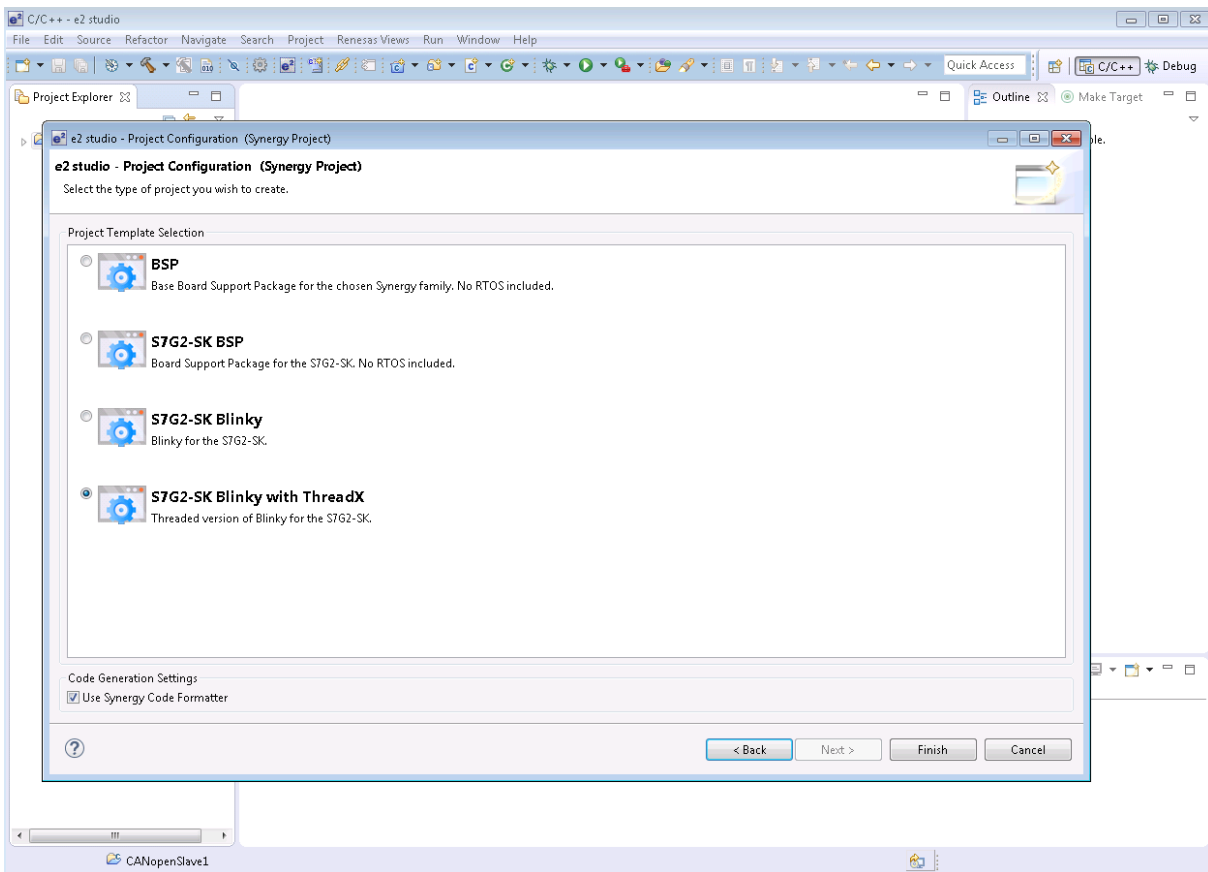 C/C++ - e2 studio
File Edit Source Refactor Navigate Search Project Renesas Views Run Window Help
Quick Access C/C++ Debug
Project Explorer Outline Make Target
e2 studio - Project Configuration (Synergy Project)
e2 studio - Project Configuration (Synergy Project)
Select the type of project you wish to create.
Project Template Selection
BSP
Base Board Support Package for the chosen Synergy family. No RTOS included.
S7G2-SK BSP
Board Support Package for the S7G2-SK. No RTOS included.
S7G2-SK Blinky
Blinky for the S7G2-SK.
S7G2-SK Blinky with ThreadX
Threaded version of Blinky for the S7G2-SK.
Code Generation Settings
Use Synergy Code Formatter
< Back Next > Finish Cancel
CANopenSlave1